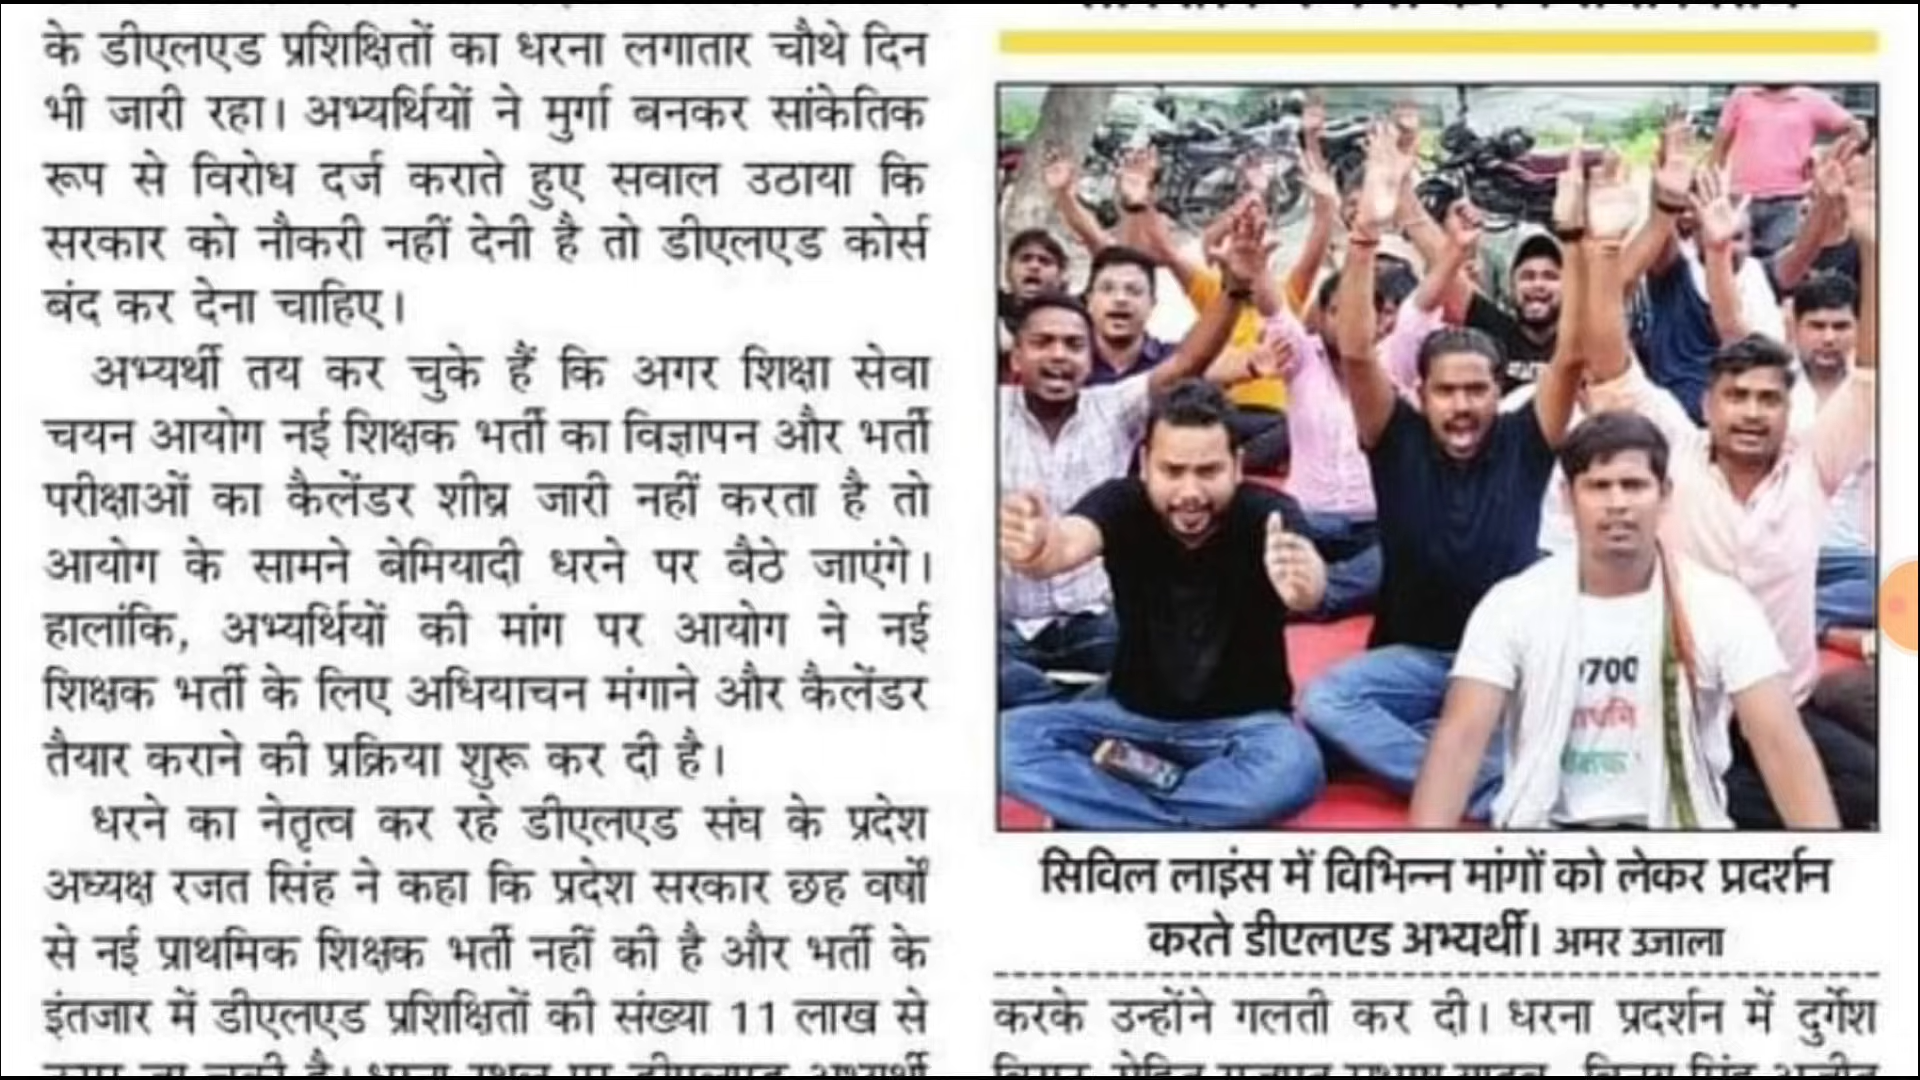 के डीएलएड प्रशिक्षितों का धरना लगातार चौथे दिन
भी जारी रहा। अभ्यर्थियों ने मुर्गा बनकर सांकेतिक
रूप से विरोध दर्ज कराते हुए सवाल उठाया कि
सरकार को नौकरी नहीं देनी है तो डीएलएड कोर्स
बंद कर देना चाहिए।
अभ्यर्थी तय कर चुके हैं कि अगर शिक्षा सेवा
चयन आयोग नई शिक्षक भर्ती का विज्ञापन और भर्ती
परीक्षाओं का कैलेंडर शीघ्र जारी नहीं करता है तो
आयोग के सामने बेमियादी धरने पर बैठे जाएंगे।
हालांकि, अभ्यर्थियों की मांग पर आयोग ने नई
शिक्षक भर्ती के लिए अधियाचन मंगाने और कैलेंडर
तैयार कराने की प्रक्रिया शुरू कर दी है।
धरने का नेतृत्व कर रहे डीएलएड संघ के प्रदेश
अध्यक्ष रजत सिंह ने कहा कि प्रदेश सरकार छह वर्षों
से नई प्राथमिक शिक्षक भर्ती नहीं की है और भर्ती के
इंतजार में डीएलएड प्रशिक्षितों की संख्या 11 लाख से
700
सिविल लाइंस में विभिन्न मांगों को लेकर प्रदर्शन
करते डीएलएड अभ्यर्थी। अमर उजाला
करके उन्होंने गलती कर दी। धरना प्रदर्शन में दुर्गेश